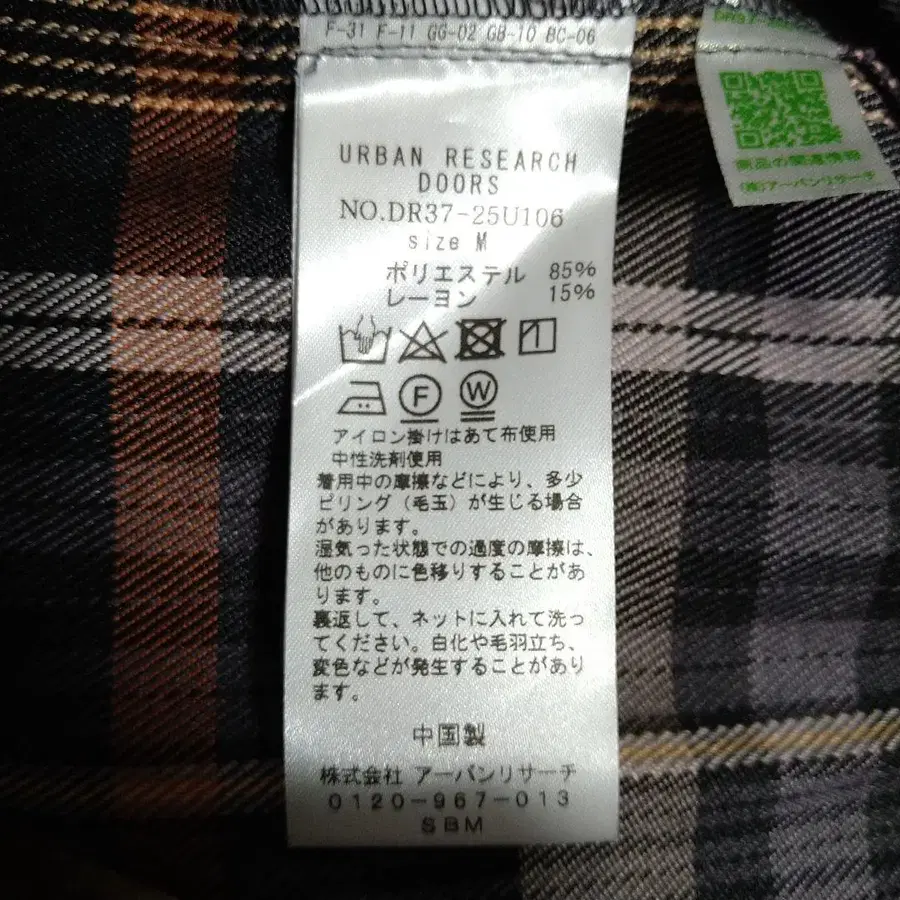 F-31 F-11 GG-02 GB-10 BC-06
URBAN RESEARCH
DOORS
NO.DR37-25U106
size M
ポリエステル 85%
レーヨン 15%
F W
アイロン掛けはあて布使用
中性洗剤使用
着用中の摩擦などにより、多少
ピリング（毛玉）が生じる場合
があります。
湿気った状態での過度の摩擦は、
他のものに色移りすることがあ
ります。
裏返して、ネットに入れて洗っ
てください。白化や毛羽立ち、
変色などが発生することがあり
ます。
中国製
株式会社 アーバンリサーチ
0120-967-013
SBM
商品の関連情報
(株)アーバンリサーチ